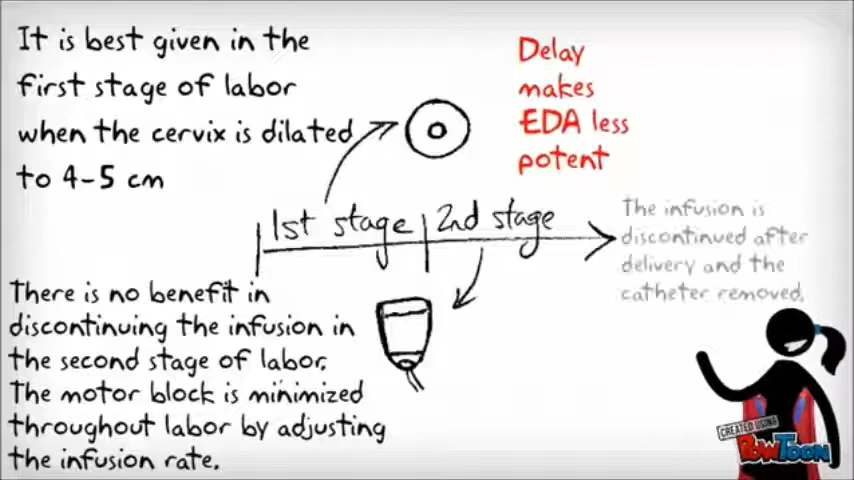 It is best given in the
first stage of labor
when the cervix is dilated
to 4-5 cm
Delay
makes
EDA less
potent
1st stage
2nd stage
The infusion is
discontinued after
delivery and the
catheter removed.
There is no benefit in
discontinuing the infusion in
the second stage of labor.
The motor block is minimized
throughout labor by adjusting
the infusion rate.
CREATED USING
POWTOON